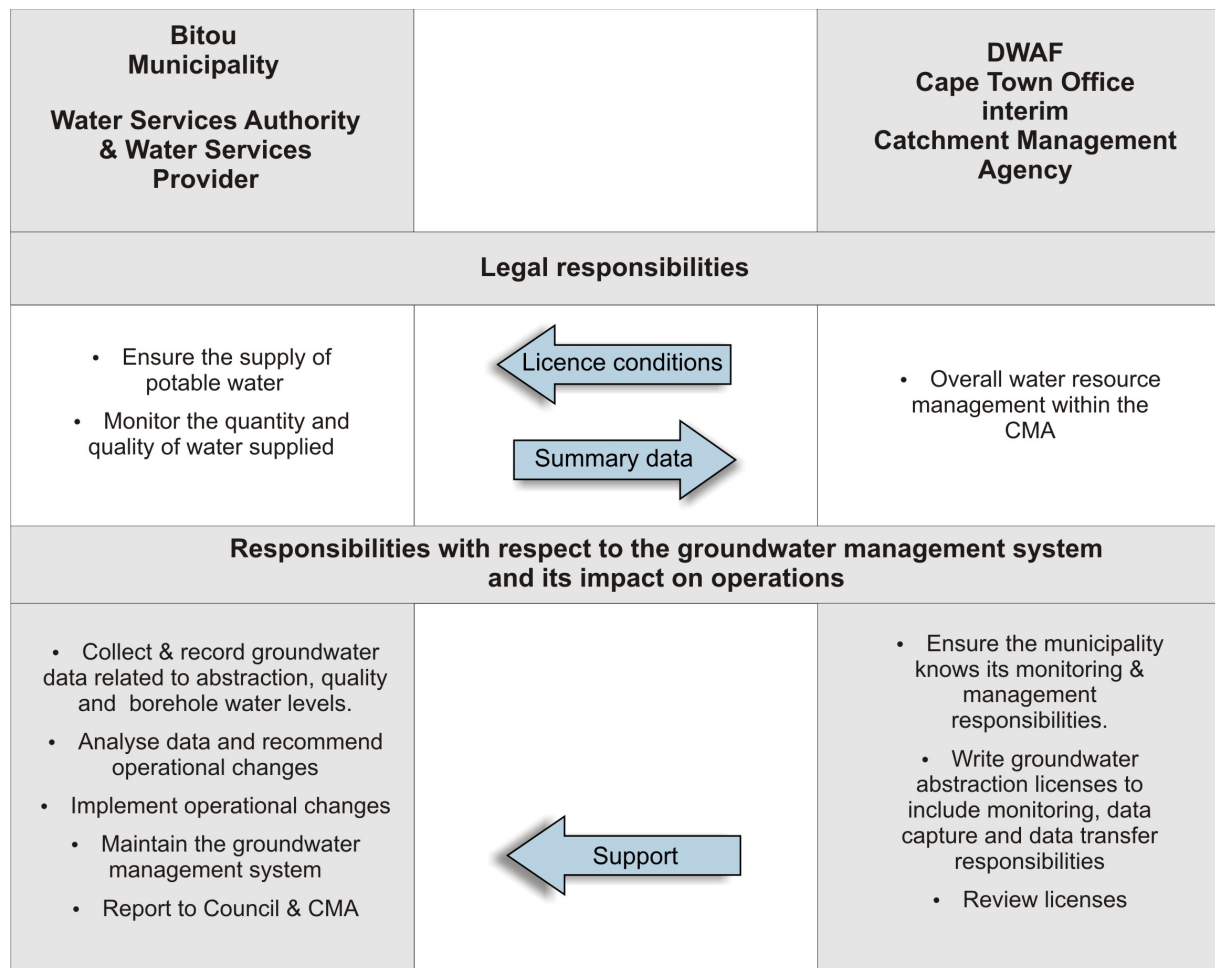 Bitou
Municipality
Water Services Authority
& Water Services
Provider
DWAF
Cape Town Office
interim
Catchment Management
Agency
Legal responsibilities
• Ensure the supply of
potable water
• Monitor the quantity and
quality of water supplied
Licence conditions
Summary data
• Overall water resource
management within the
CMA
Responsibilities with respect to the groundwater management system
and its impact on operations
• Collect & record groundwater
data related to abstraction, quality
and borehole water levels.
• Analyse data and recommend
operational changes
• Implement operational changes
• Maintain the groundwater
management system
• Report to Council & CMA
Support
• Ensure the municipality
knows its monitoring &
management
responsibilities.
• Write groundwater
abstraction licenses to
include monitoring, data
capture and data transfer
responsibilities
• Review licenses